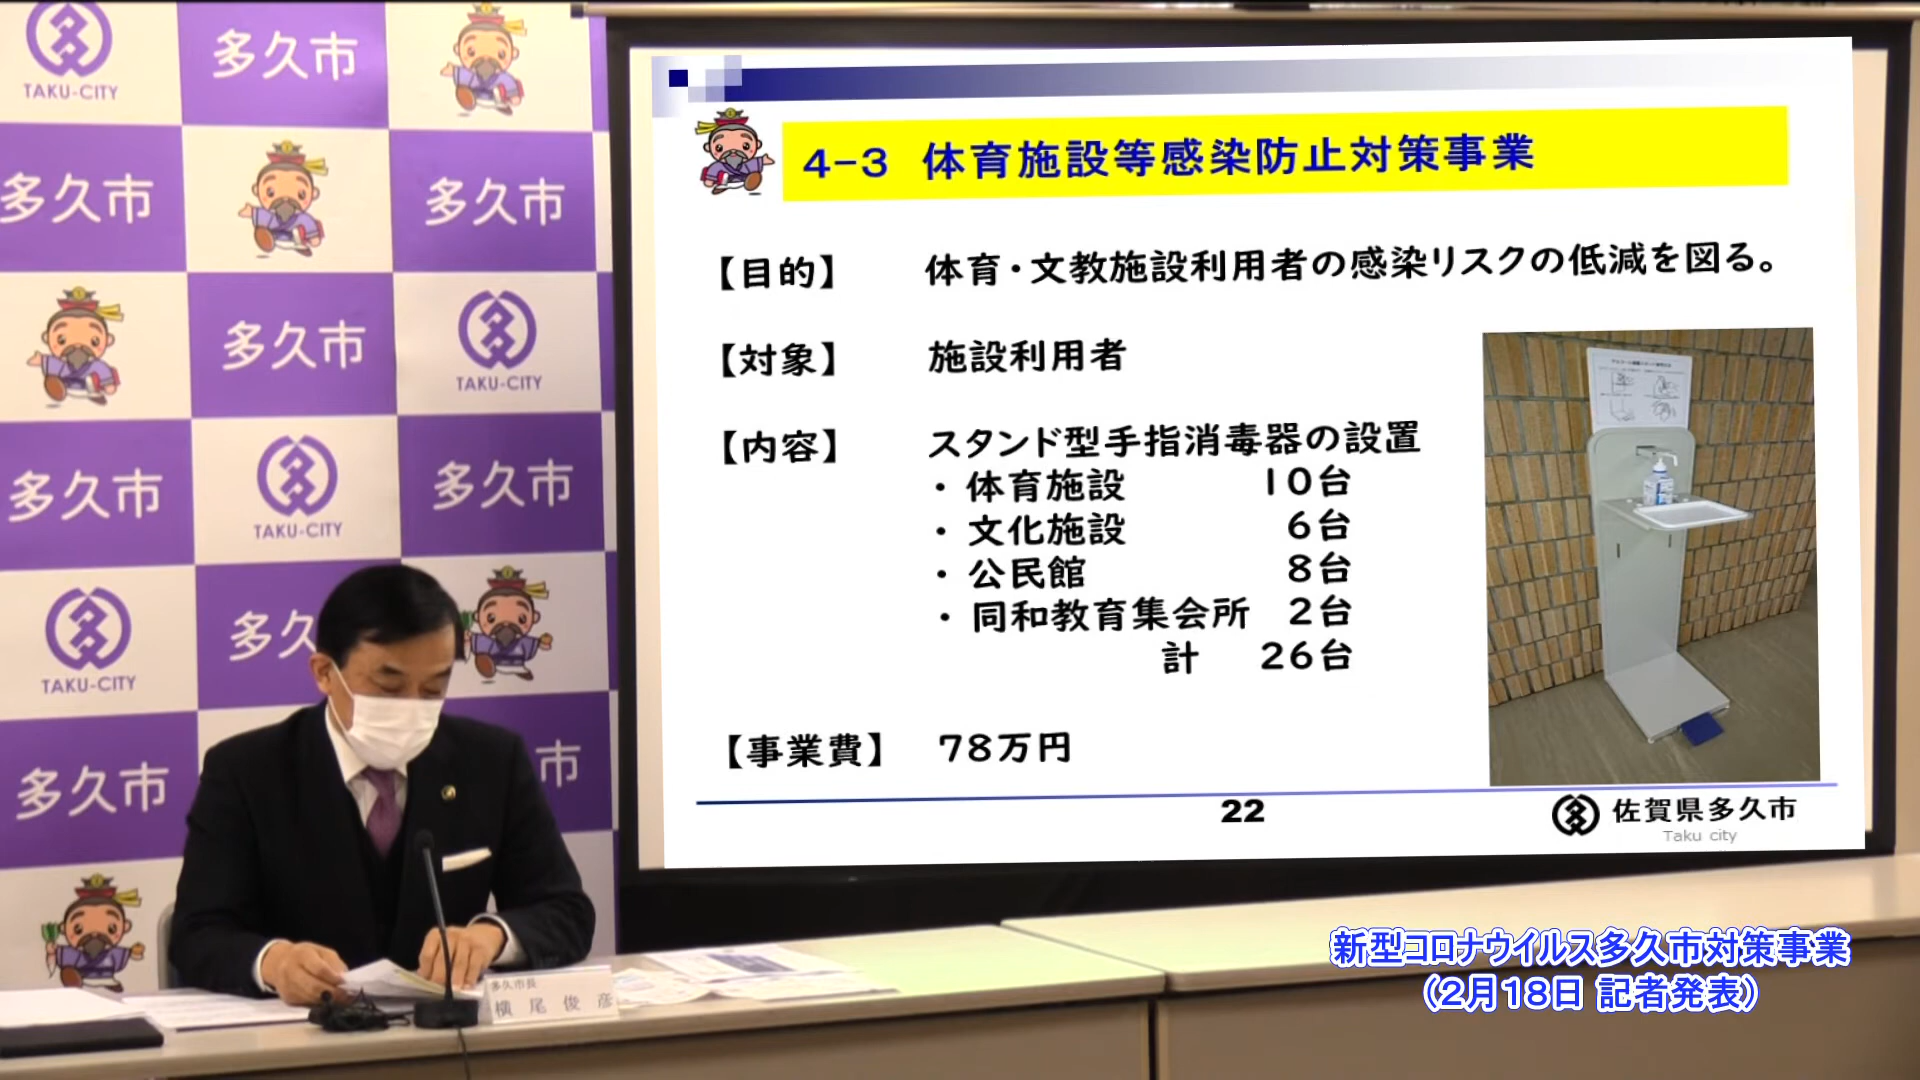 TAKU-CITY
多久市
多久市
多久市
多久市
TAKU-CITY
多久市
TAKU-CITY
多久市
TAKU-CITY
多久
多久市
市
4-3 体育施設等感染防止対策事業
【目的】 体育・文教施設利用者の感染リスクの低減を図る。
【対象】 施設利用者
【内容】 スタンド型手指消毒器の設置
・体育施設 10台
・文化施設 6台
・公民館 8台
・同和教育集会所 2台
計 26台
【事業費】 78万円
22
佐賀県多久市
Taku city
多久市長
横尾俊彦
新型コロナウイルス多久市対策事業
(2月18日 記者発表)